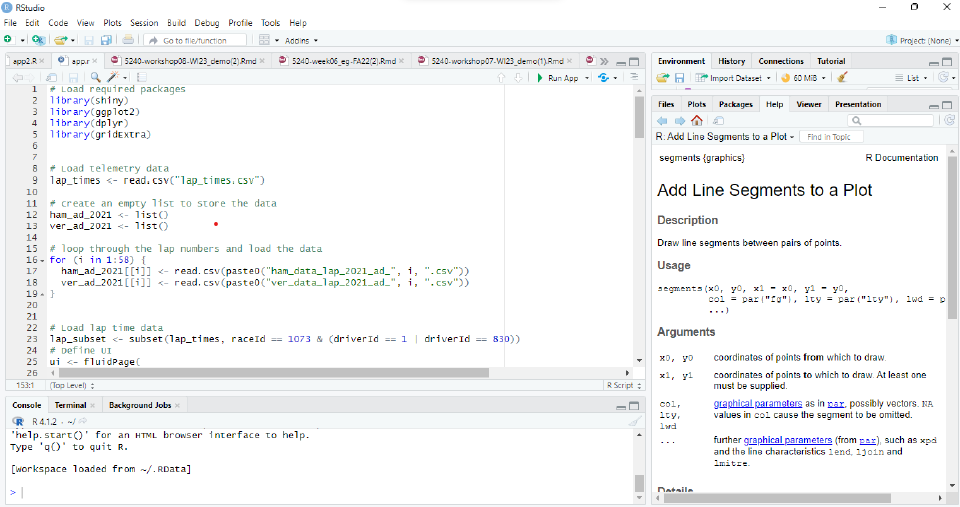 RStudio
File Edit Code View Plots Session Build Debug Profile Tools Help
Go to file/function Addins Project: (None)
app2.R app.r 5240-workshop08-WI23_demo(2).Rmd 5240-week06_eg-FA22(2).Rmd 5240-workshop07-WI23_demo(1).Rmd
Run App
1 # Load required packages
2 library(shiny)
3 library(ggplot2)
4 library(dplyr)
5 library(gridExtra)
6
7
8 # Load telemetry data
9 lap_times <- read.csv("lap_times.csv")
10
11 # create an empty list to store the data
12 ham_ad_2021 <- list()
13 ver_ad_2021 <- list()
14
15 # loop through the lap numbers and load the data
16 for (i in 1:58) {
17 ham_ad_2021[[i]] <- read.csv(paste0("ham_data_lap_2021_ad_", i, ".csv"))
18 ver_ad_2021[[i]] <- read.csv(paste0("ver_data_lap_2021_ad_", i, ".csv"))
19 }
20
21
22 # Load lap time data
23 lap_subset <- subset(lap_times, raceId == 1073 & (driverId == 1 | driverId == 830))
24 # Define UI
25 ui <- fluidPage(
26
153:1 (Top Level) R Script
Console Terminal Background Jobs
R 4.1.2 · ~/
'help.start()' for an HTML browser interface to help.
Type 'q()' to quit R.
[Workspace loaded from ~/.RData]
>
Environment History Connections Tutorial
Import Dataset 60 MiB List
Files Plots Packages Help Viewer Presentation
R: Add Line Segments to a Plot Find in Topic
segments {graphics} R Documentation
Add Line Segments to a Plot
Description
Draw line segments between pairs of points.
Usage
segments(x0, y0, x1 = x0, y1 = y0,
col = par("fg"), lty = par("lty"), lwd = p
...)
Arguments
x0, y0 coordinates of points from which to draw.
x1, y1 coordinates of points to which to draw. At least one
must be supplied.
col, graphical parameters as in par, possibly vectors. NA
lty, values in col cause the segment to be omitted.
lwd
... further graphical parameters (from par), such as xpd
and the line characteristics lend, ljoin and
lmitre.
Details